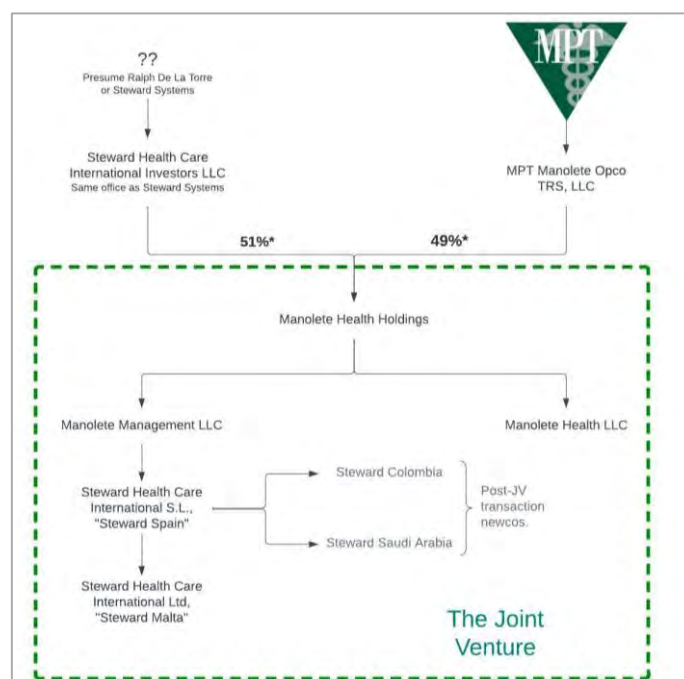 ??
Presume Ralph De La Torre
or Steward Systems
MPT
Steward Health Care
International Investors LLC
Same office as Steward Systems
MPT Manolete Opco
TRS, LLC
51%*
49%*
Manolete Health Holdings
Manolete Management LLC
Manolete Health LLC
Steward Health Care
International S.L.,
"Steward Spain"
Steward Colombia
Steward Saudi Arabia
Post-JV
transaction
newcos.
Steward Health Care
International Ltd,
"Steward Malta"
The Joint
Venture